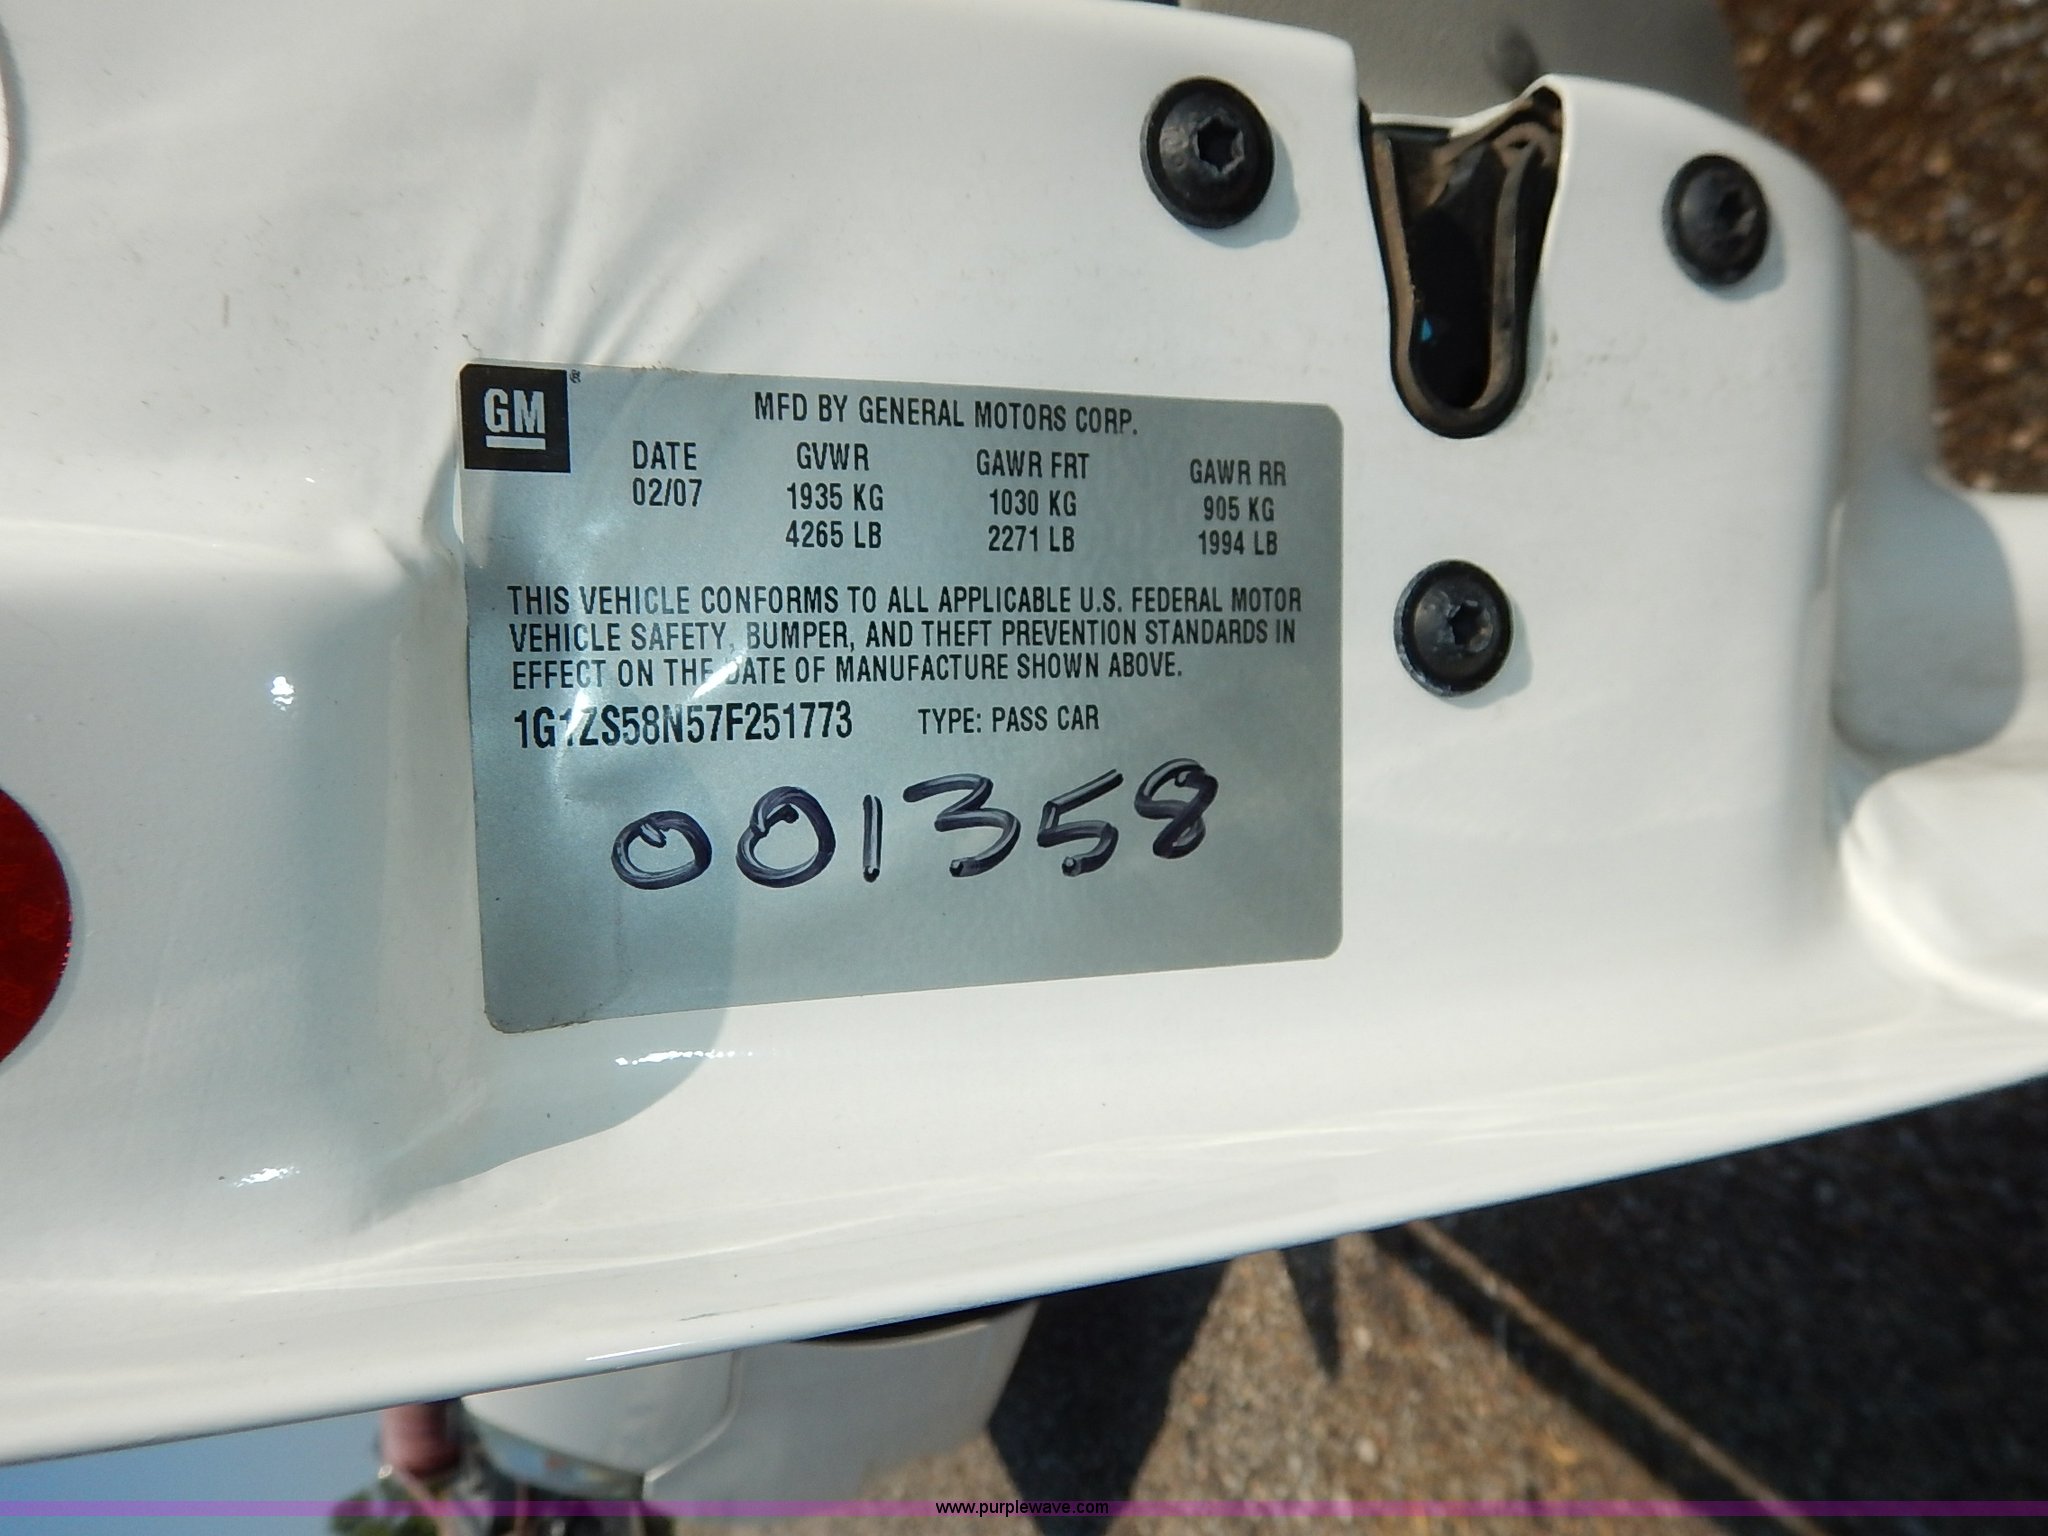 GM®
MFD BY GENERAL MOTORS CORP.
DATE GVWR GAWR FRT GAWR RR
02/07 1935 KG 1030 KG 905 KG
4265 LB 2271 LB 1994 LB
THIS VEHICLE CONFORMS TO ALL APPLICABLE U.S. FEDERAL MOTOR
VEHICLE SAFETY, BUMPER, AND THEFT PREVENTION STANDARDS IN
EFFECT ON THE DATE OF MANUFACTURE SHOWN ABOVE.
1G1ZS58N57F251773 TYPE: PASS CAR
001358
www.purplewave.com